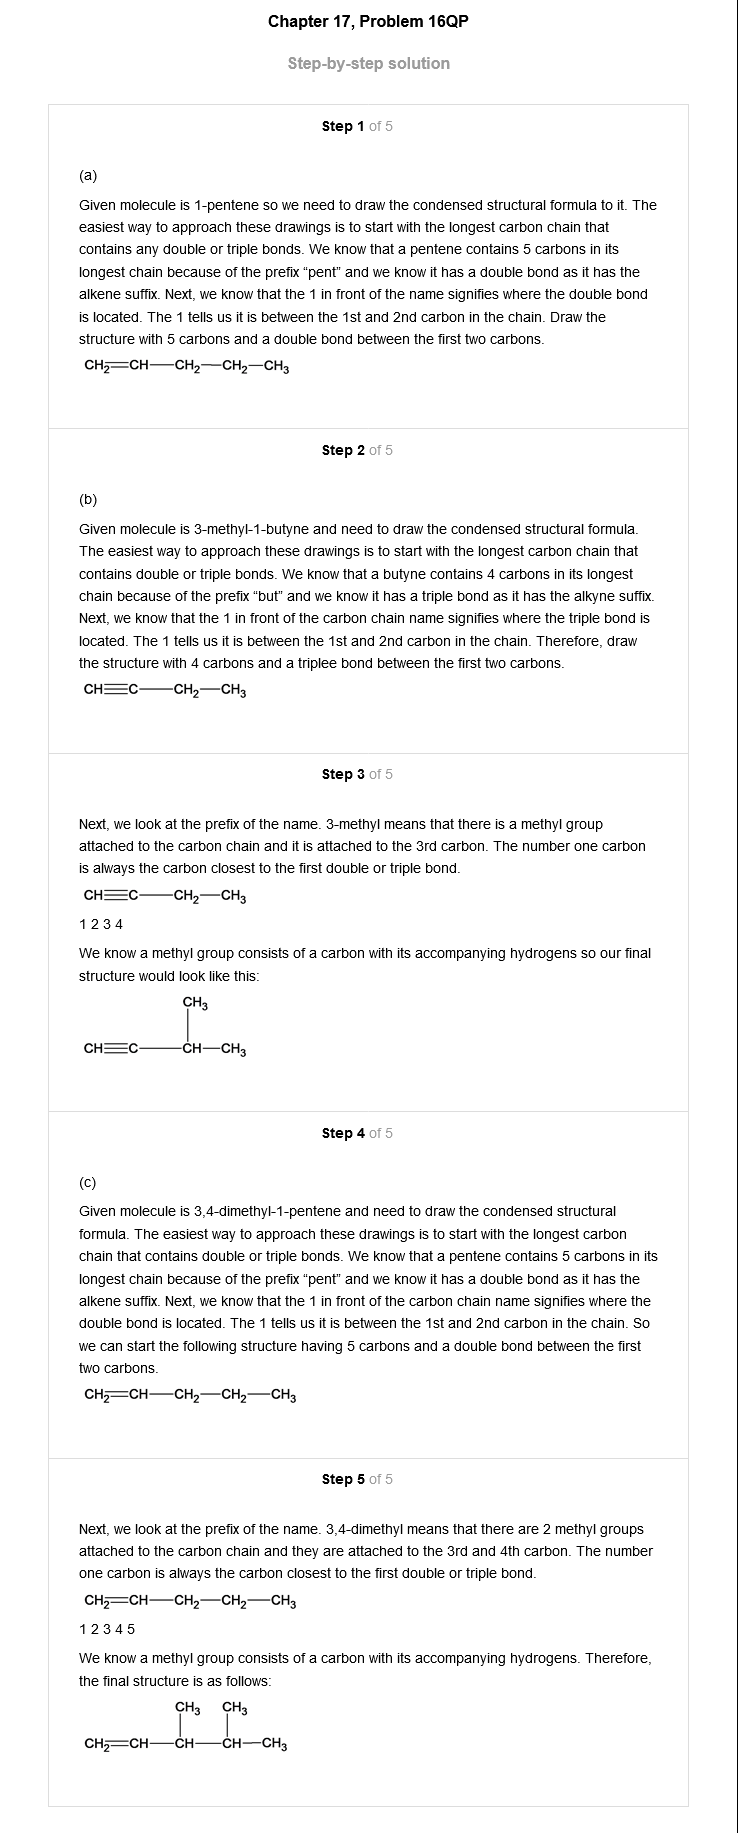 Chapter 17, Problem 16QP
Step-by-step solution
Step 1 of 5
(a)
Given molecule is 1-pentene so we need to draw the condensed structural formula to it. The
easiest way to approach these drawings is to start with the longest carbon chain that
contains any double or triple bonds. We know that a pentene contains 5 carbons in its
longest chain because of the prefix “pent” and we know it has a double bond as it has the
alkene suffix. Next, we know that the 1 in front of the name signifies where the double bond
is located. The 1 tells us it is between the 1st and 2nd carbon in the chain. Draw the
structure with 5 carbons and a double bond between the first two carbons.
CH₂═CH—CH₂—CH₂—CH₃
Step 2 of 5
(b)
Given molecule is 3-methyl-1-butyne and need to draw the condensed structural formula.
The easiest way to approach these drawings is to start with the longest carbon chain that
contains double or triple bonds. We know that a butyne contains 4 carbons in its longest
chain because of the prefix “but” and we know it has a triple bond as it has the alkyne suffix.
Next, we know that the 1 in front of the carbon chain name signifies where the triple bond is
located. The 1 tells us it is between the 1st and 2nd carbon in the chain. Therefore, draw
the structure with 4 carbons and a triplee bond between the first two carbons.
CH≡C—CH₂—CH₃
Step 3 of 5
Next, we look at the prefix of the name. 3-methyl means that there is a methyl group
attached to the carbon chain and it is attached to the 3rd carbon. The number one carbon
is always the carbon closest to the first double or triple bond.
CH≡C—CH₂—CH₃
1 2 3 4
We know a methyl group consists of a carbon with its accompanying hydrogens so our final
structure would look like this:
CH₃
CH≡C—CH—CH₃
Step 4 of 5
(c)
Given molecule is 3,4-dimethyl-1-pentene and need to draw the condensed structural
formula. The easiest way to approach these drawings is to start with the longest carbon
chain that contains double or triple bonds. We know that a pentene contains 5 carbons in its
longest chain because of the prefix “pent” and we know it has a double bond as it has the
alkene suffix. Next, we know that the 1 in front of the carbon chain name signifies where the
double bond is located. The 1 tells us it is between the 1st and 2nd carbon in the chain. So
we can start the following structure having 5 carbons and a double bond between the first
two carbons.
CH₂═CH—CH₂—CH₂—CH₃
Step 5 of 5
Next, we look at the prefix of the name. 3,4-dimethyl means that there are 2 methyl groups
attached to the carbon chain and they are attached to the 3rd and 4th carbon. The number
one carbon is always the carbon closest to the first double or triple bond.
CH₂═CH—CH₂—CH₂—CH₃
1 2 3 4 5
We know a methyl group consists of a carbon with its accompanying hydrogens. Therefore,
the final structure is as follows:
CH₃ CH₃
CH₂═CH—CH—CH—CH₃